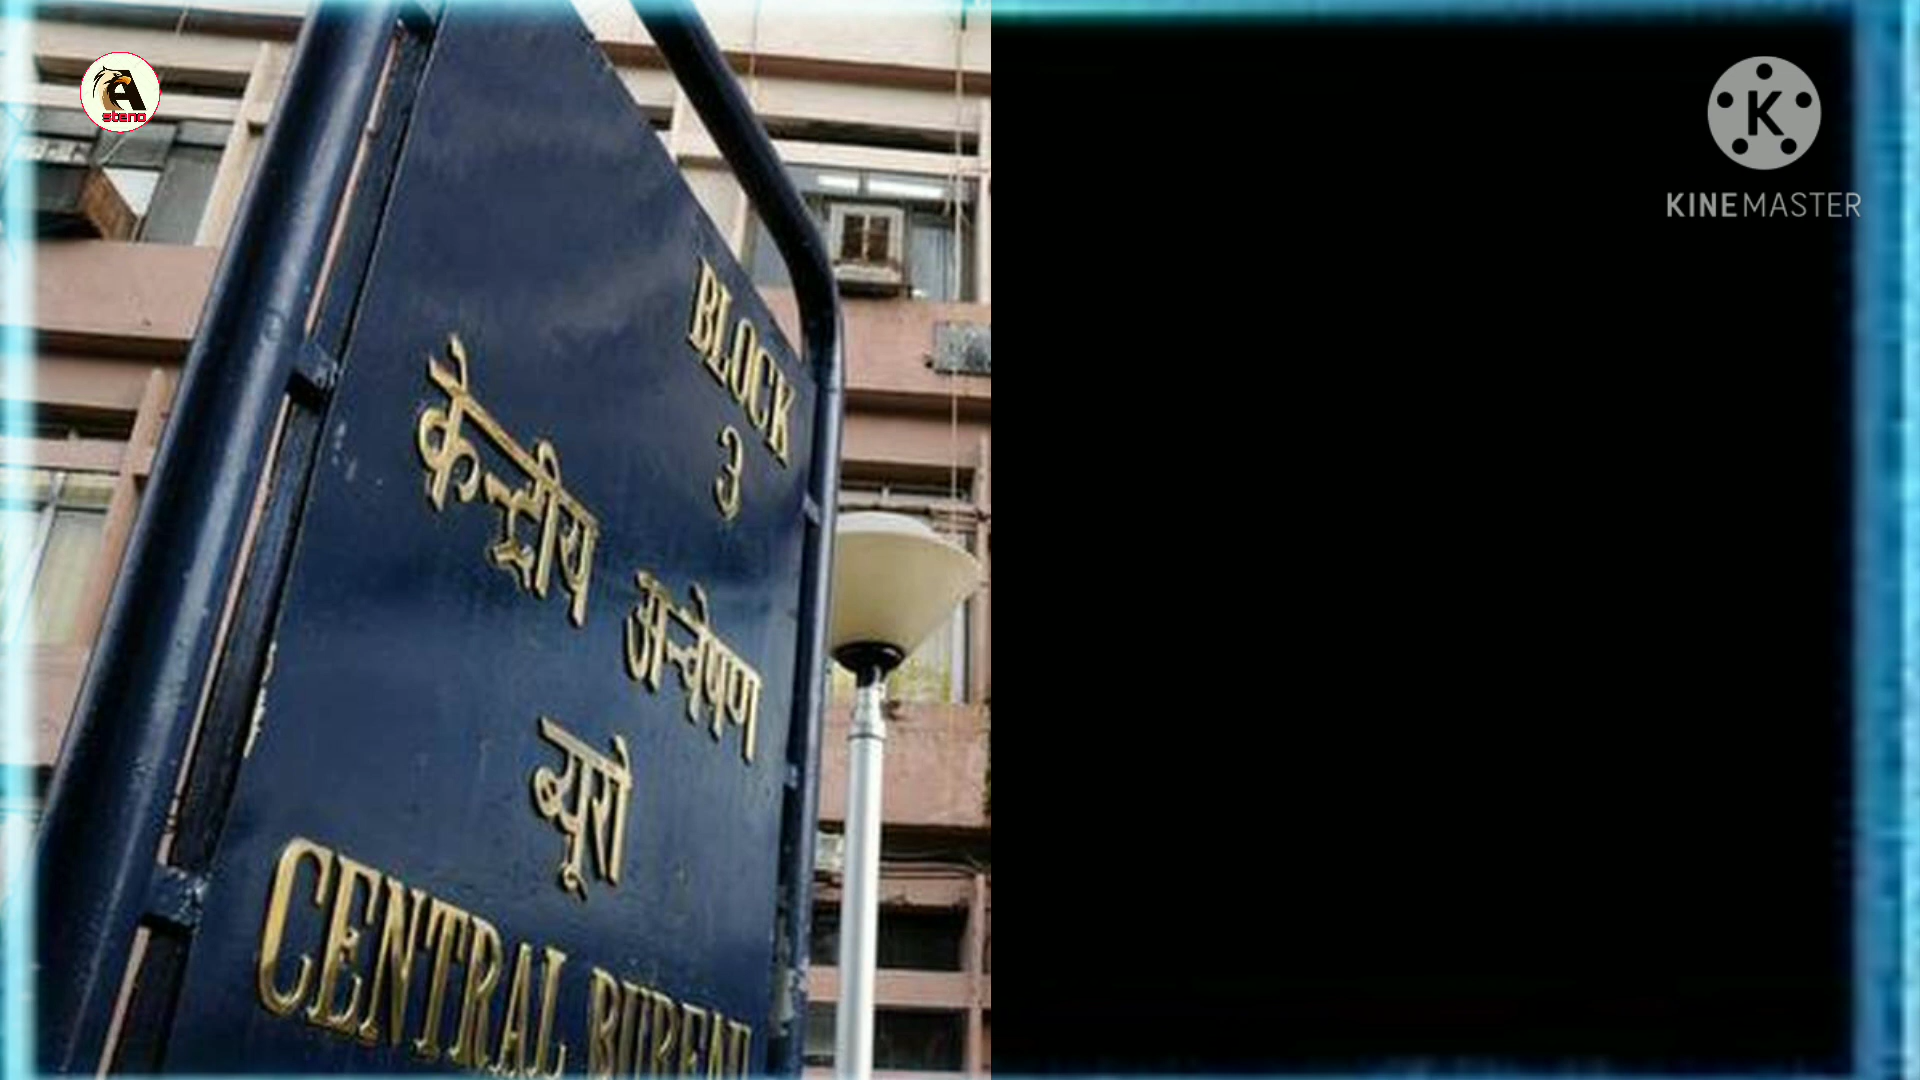 A
steno
K
KINEMASTER
BLOCK
3
केन्द्रीय अन्वेषण
ब्यूरो
CENTRAL BUREAU